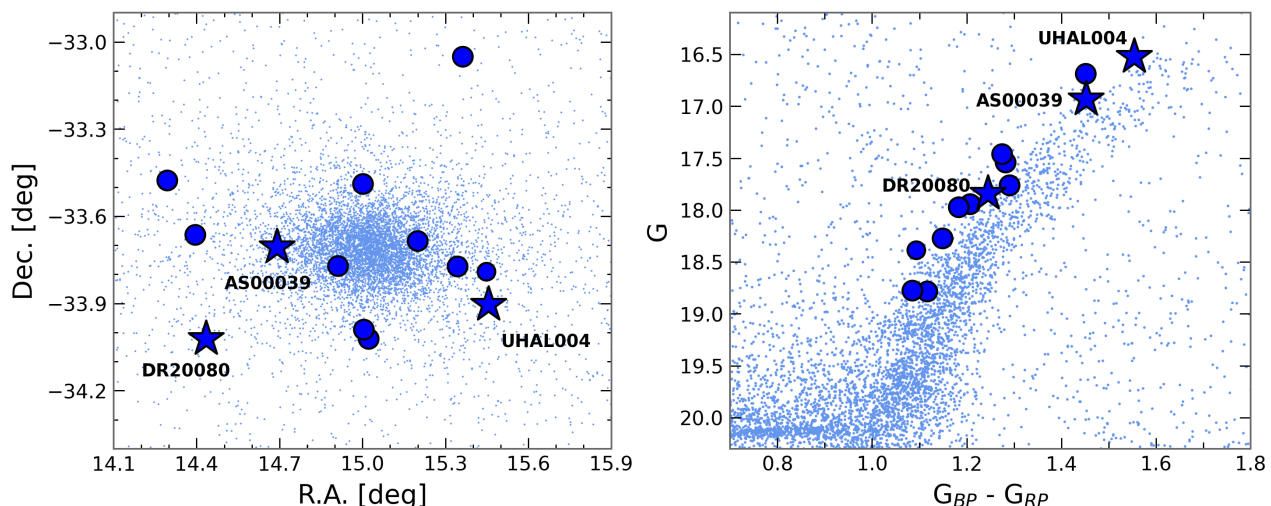 −33.0
−33.3
−33.6
−33.9
−34.2
Dec. [deg]
AS00039
DR20080
UHAL004
14.1 14.4 14.7 15.0 15.3 15.6 15.9
R.A. [deg]
16.5
17.0
17.5
18.0
18.5
19.0
19.5
20.0
G
UHAL004
AS00039
DR20080
0.8 1.0 1.2 1.4 1.6 1.8
G_BP - G_RP